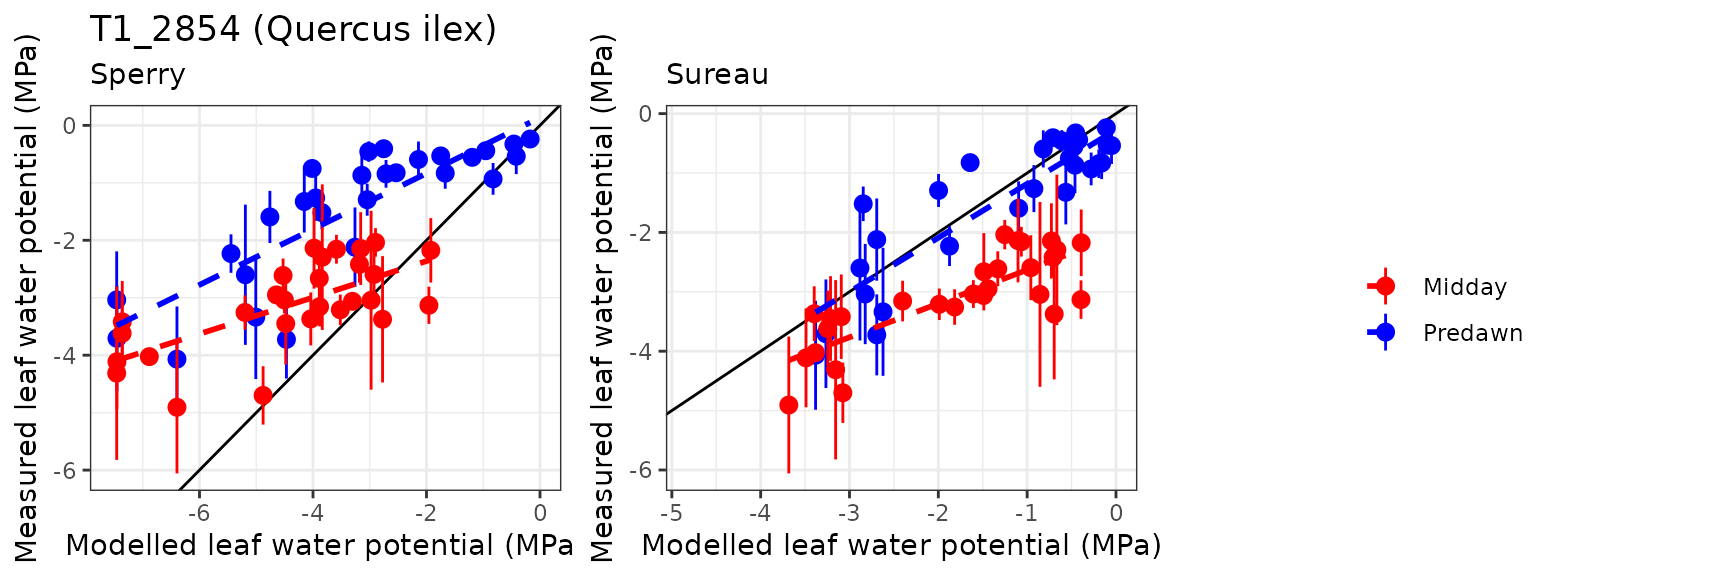 T1_2854 (Quercus ilex)
Sperry
Measured leaf water potential (MPa)
0
-2
-4
-6
-6
-4
-2
0
Modelled leaf water potential (MPa
Sureau
Measured leaf water potential (MPa)
0
-2
-4
-6
-5
-4
-3
-2
-1
0
Modelled leaf water potential (MPa)
Midday
Predawn